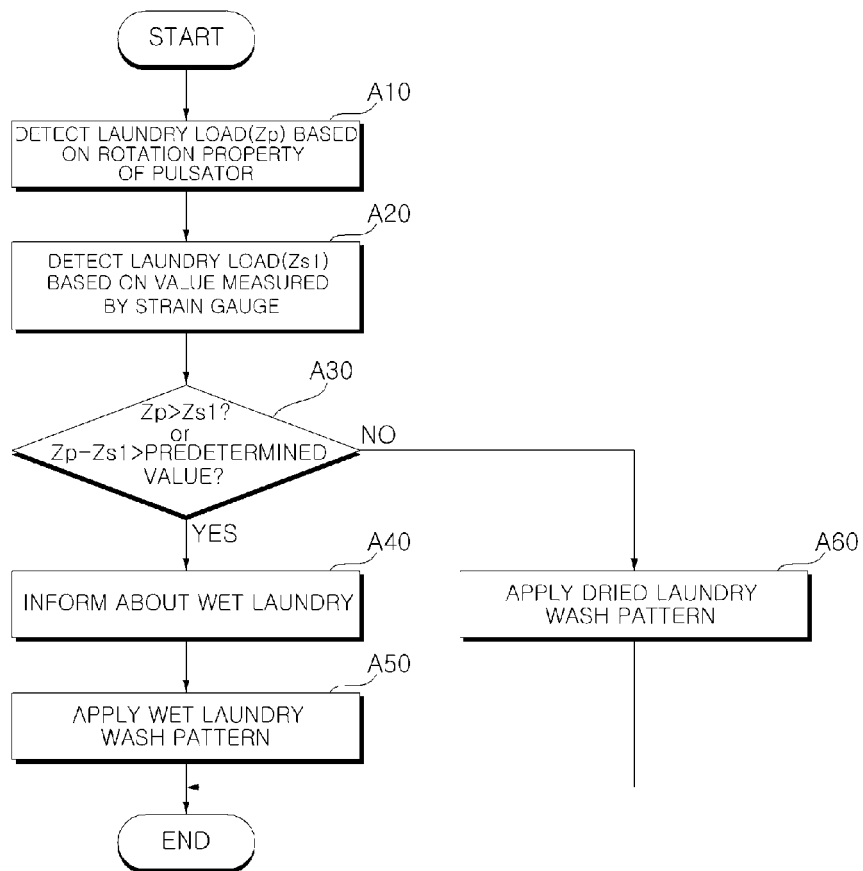 START
A10
DETECT LAUNDRY LOAD(Zp) BASED
ON ROTATION PROPERTY
OF PULSATOR
A20
DETECT LAUNDRY LOAD(Zs1)
BASED ON VALUE MEASURED
BY STRAIN GAUGE
A30
Zp>Zs1?
or
Zp-Zs1>PREDETERMINED
VALUE?
NO
YES
A40
INFORM ABOUT WET LAUNDRY
A60
APPLY DRIED LAUNDRY
WASH PATTERN
A50
APPLY WET LAUNDRY
WASH PATTERN
END